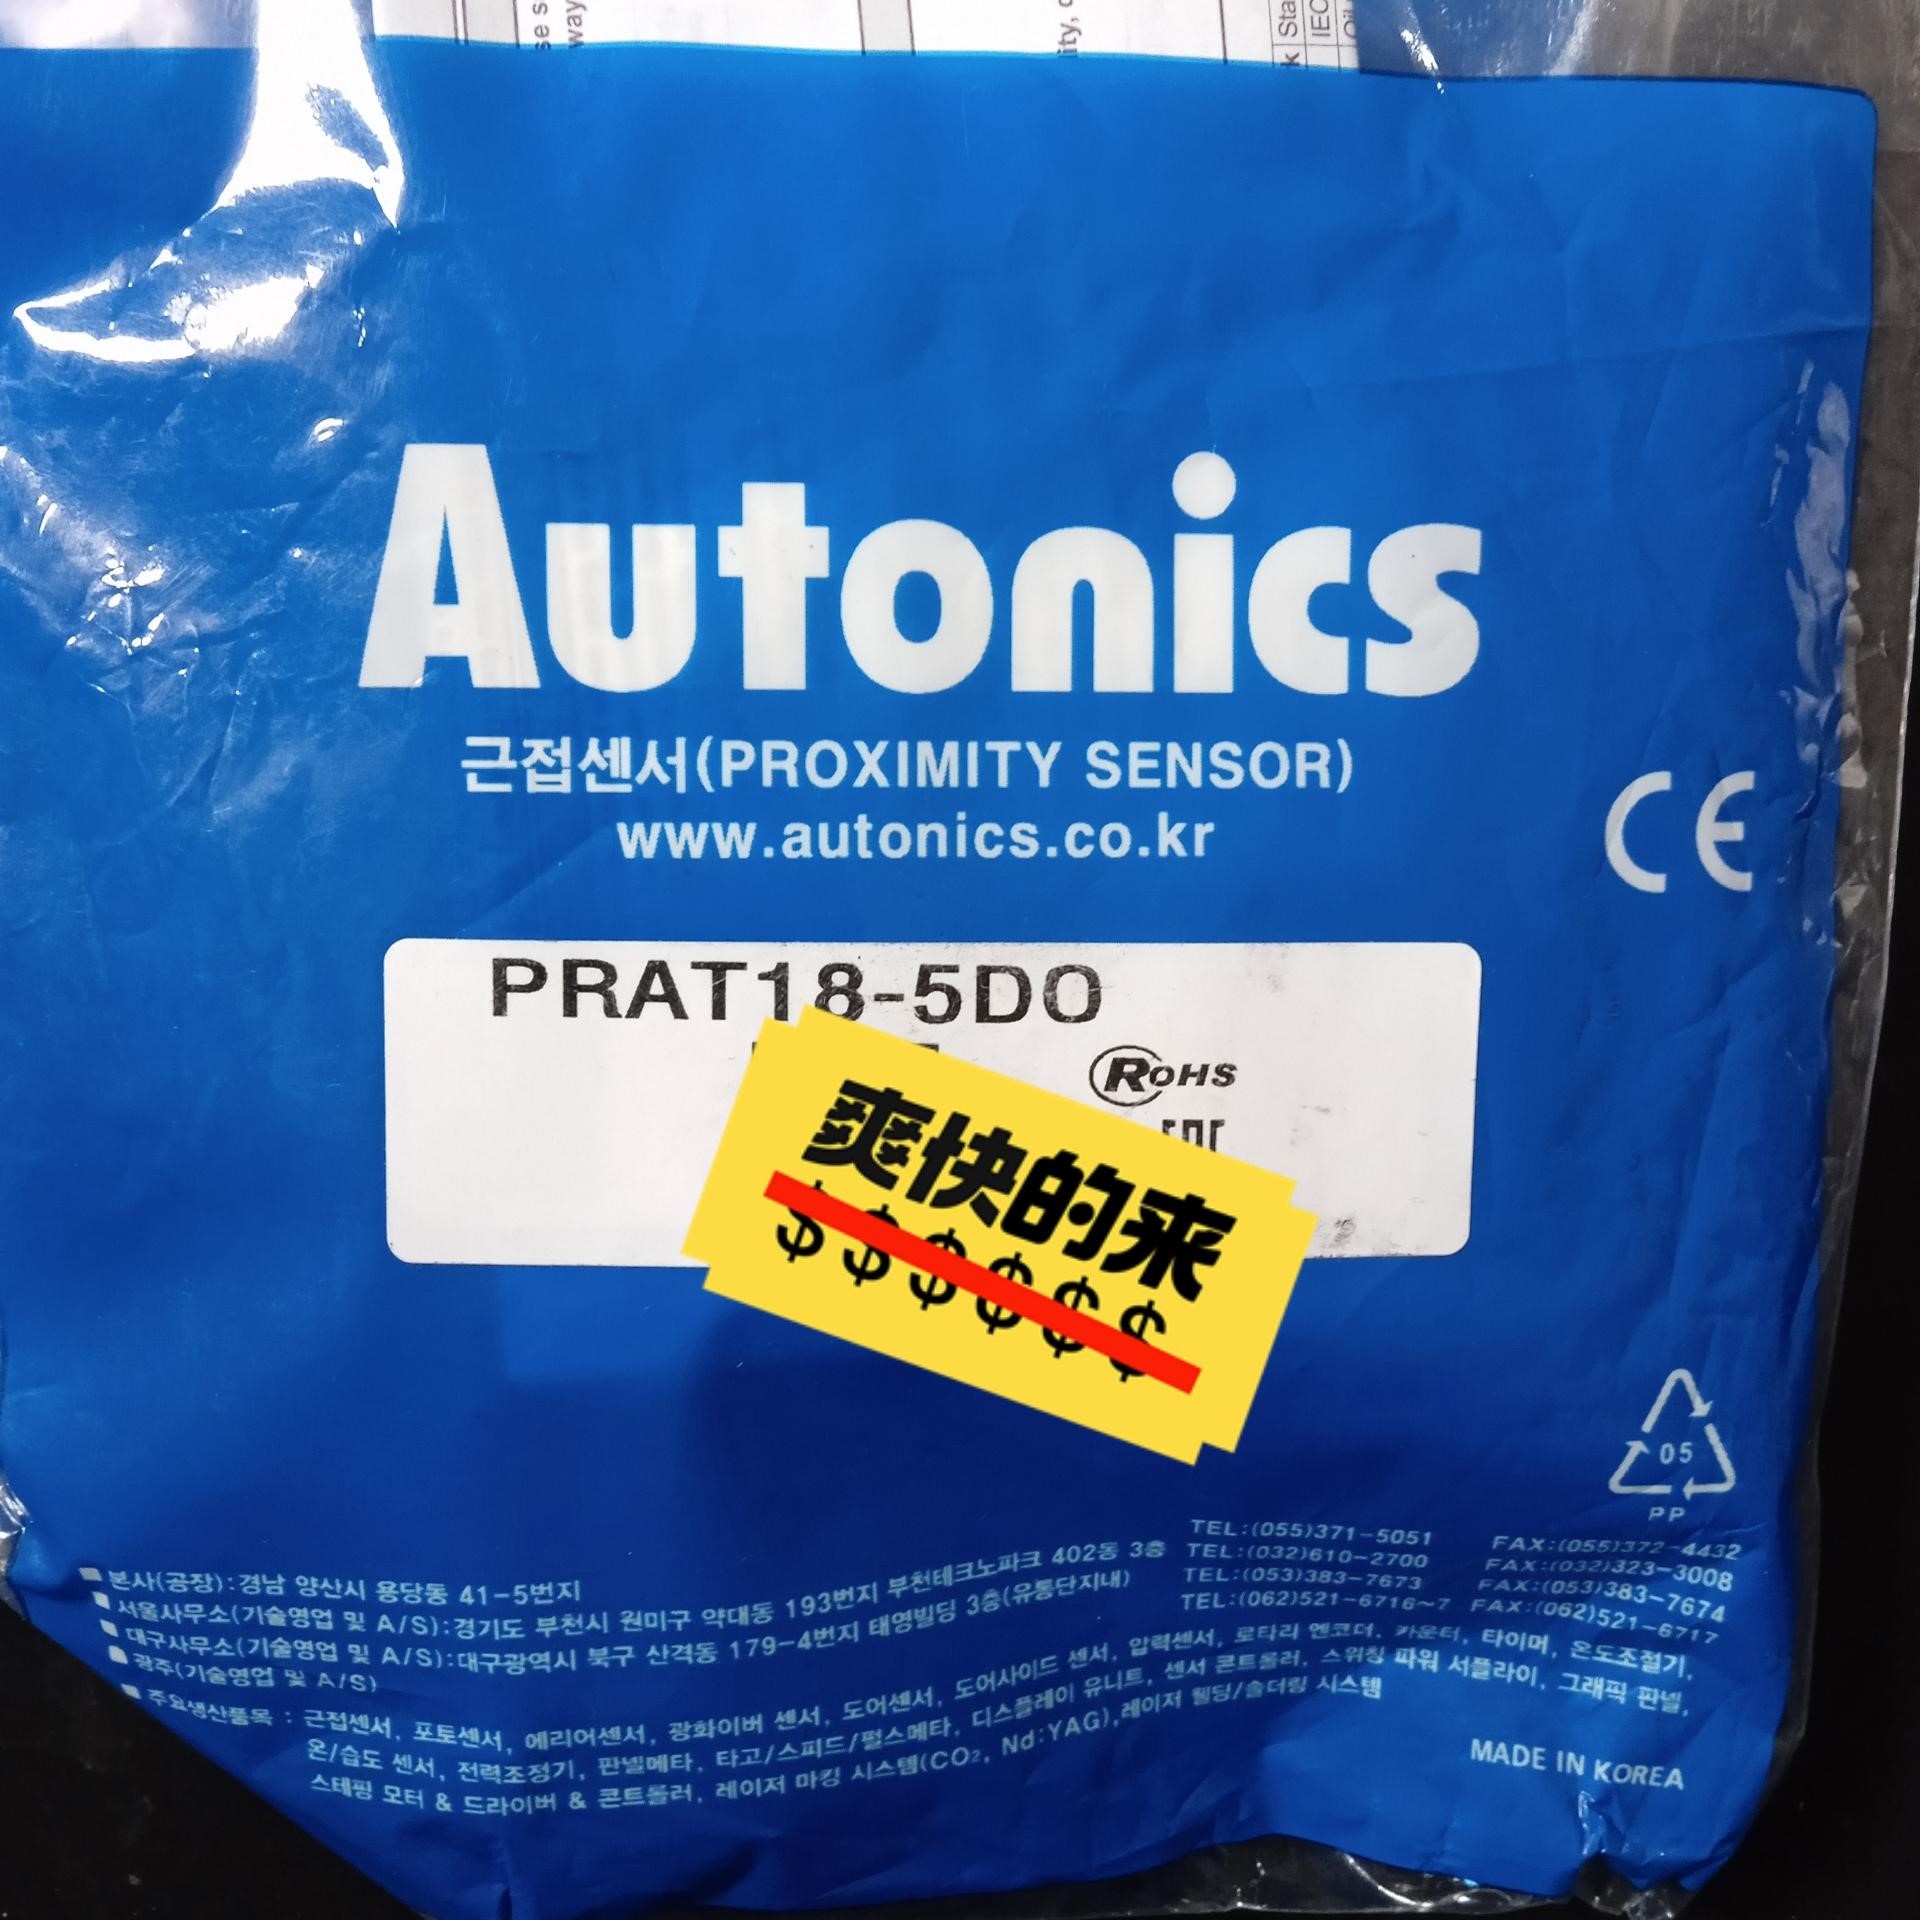 Autonics
근접센서(PROXIMITY SENSOR)
www.autonics.co.kr
CE
PRAT18-5DO
RoHS
爽快的来
$$$$$$
05
PP
■ 본사(공장):경남 양산시 용당동 41-5번지 TEL:(055)371-5051 FAX:(055)372-4432
■ 서울사무소(기술영업 및 A/S):경기도 부천시 원미구 약대동 193번지 부천테크노파크 402동 3층 TEL:(032)610-2700 FAX:(032)323-3008
■ 대구사무소(기술영업 및 A/S):대구광역시 북구 산격동 179-4번지 태영빌딩 3층(유통단지내) TEL:(053)383-7673 FAX:(053)383-7674
■ 광주(기술영업 및 A/S) TEL:(062)521-6716~7 FAX:(062)521-6717
■ 주요생산품목 : 근접센서, 포토센서, 에리어센서, 광화이버 센서, 도어센서, 도어사이드 센서, 압력센서, 로타리 엔코더, 카운터, 타이머, 온도조절기,
온/습도 센서, 전력조정기, 판넬메타, 타고/스피드/펄스메타, 디스플레이 유니트, 센서 콘트롤러, 스위칭 파워 서플라이, 그래픽 판넬,
스테핑 모터 & 드라이버 & 콘트롤러, 레이저 마킹 시스템(CO₂, Nd:YAG),레이저 웰딩/솔더링 시스템
MADE IN KOREA